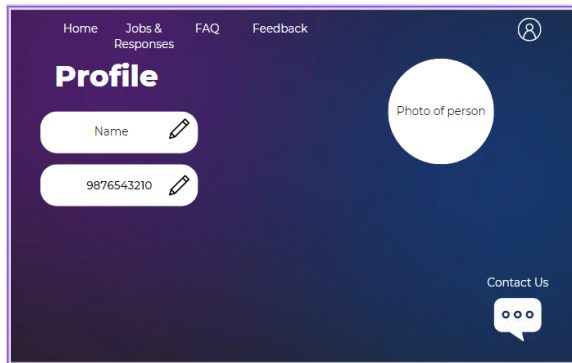 Home Jobs & FAQ Feedback
Responses
Profile
Photo of person
Name
9876543210
Contact Us